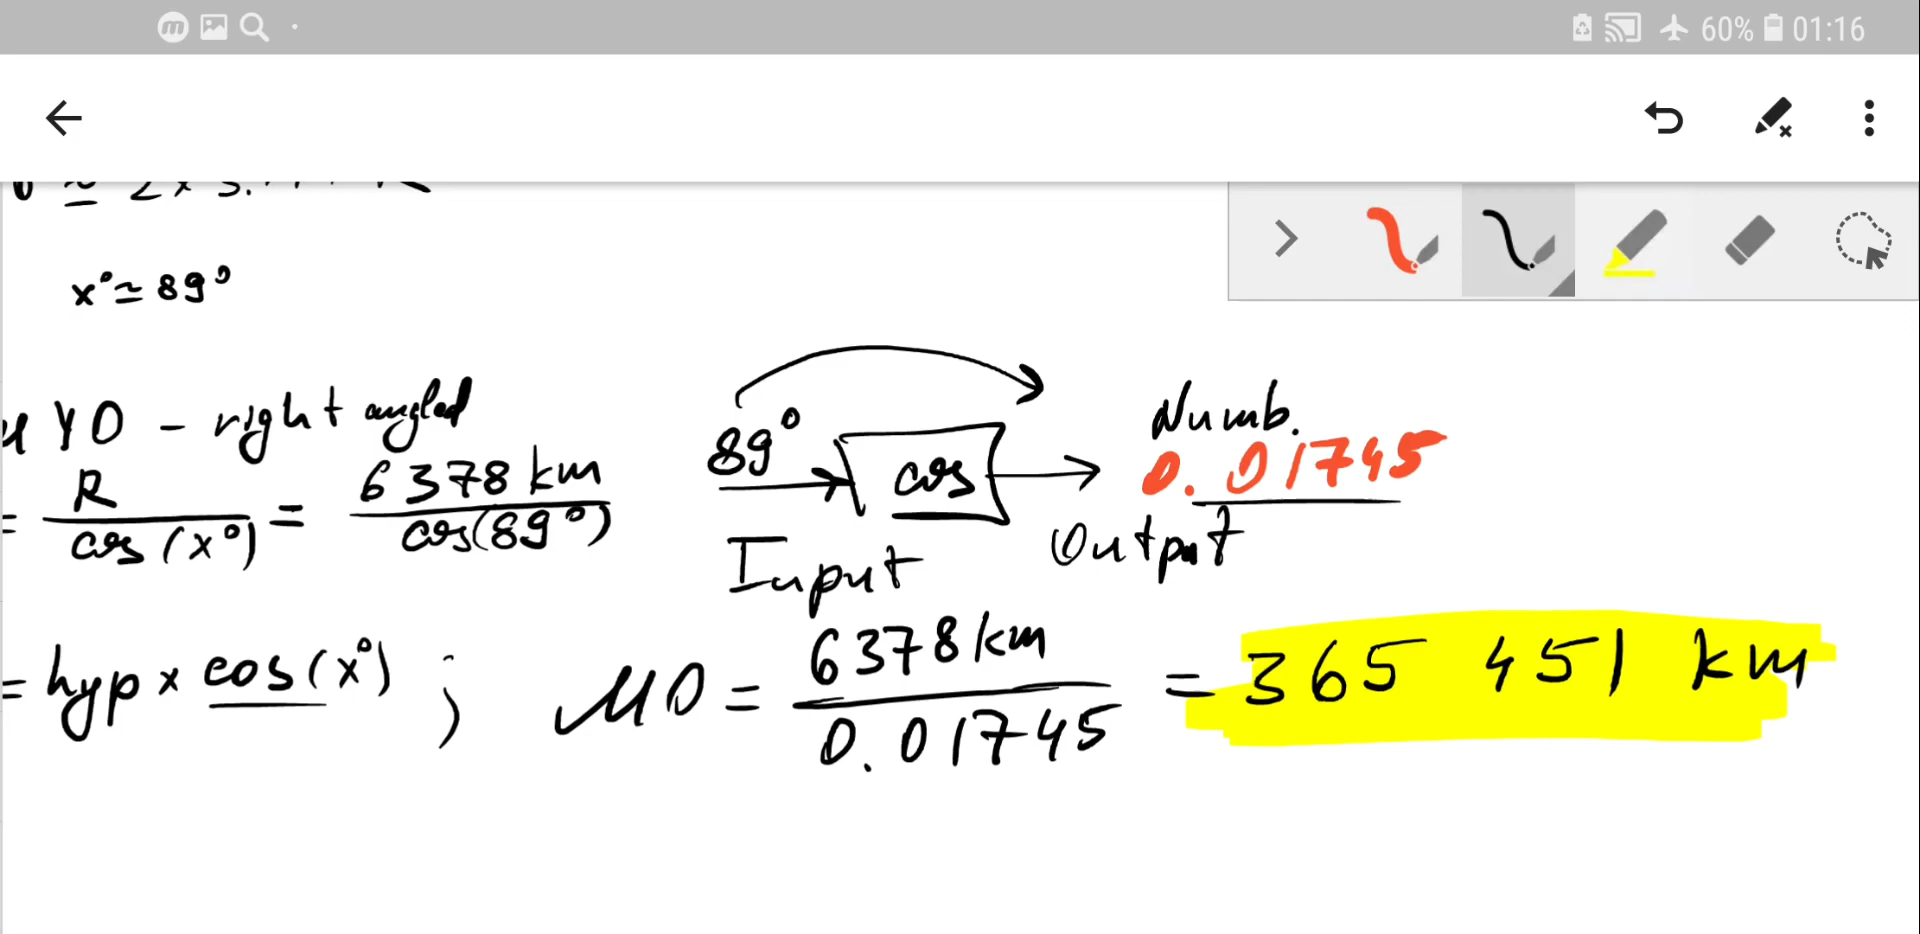 60% 01:16
x° ≃ 89°
YO - right angled
R / cos(x°) = 6378 km / cos(89°)
89° cos Numb. 0.01745
Input Output
= hyp × cos(x°) ; MO = 6378 km / 0.01745 = 365 451 km